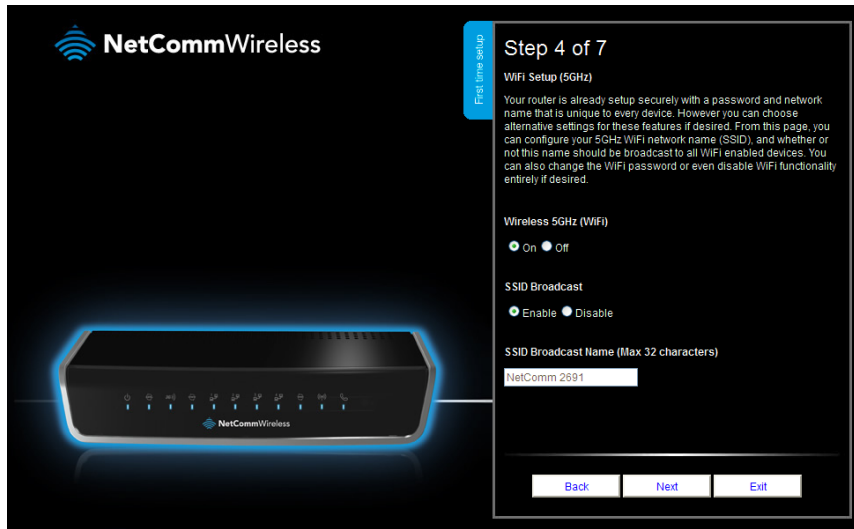 NetCommWireless
First time setup
Step 4 of 7
WiFi Setup (5GHz)
Your router is already setup securely with a password and network
name that is unique to every device. However you can choose
alternative settings for these features if desired. From this page, you
can configure your 5GHz WiFi network name (SSID), and whether or
not this name should be broadcast to all WiFi enabled devices. You
can also change the WiFi password or even disable WiFi functionality
entirely if desired.
Wireless 5GHz (WiFi)
On Off
SSID Broadcast
Enable Disable
SSID Broadcast Name (Max 32 characters)
NetComm 2691
NetCommWireless
Back Next Exit